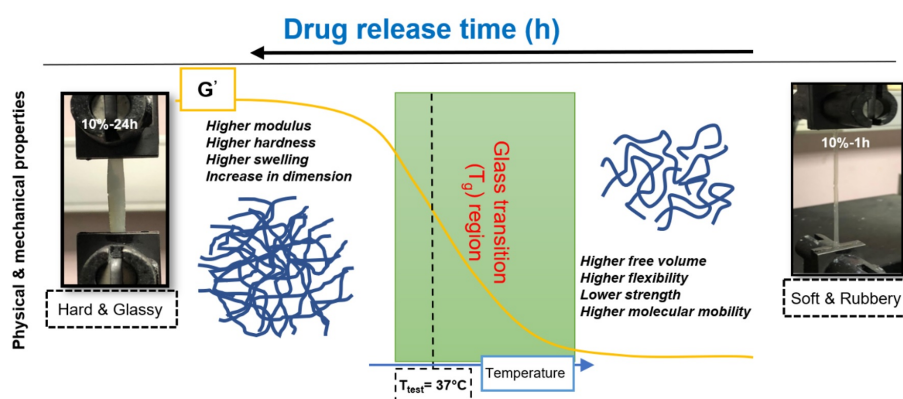 Drug release time (h)
Physical & mechanical properties
10%-24h
G’
Higher modulus
Higher hardness
Higher swelling
Increase in dimension
Hard & Glassy
Glass transition
(Tg) region
Higher free volume
Higher flexibility
Lower strength
Higher molecular mobility
10%-1h
Soft & Rubbery
Temperature
Ttest= 37°C